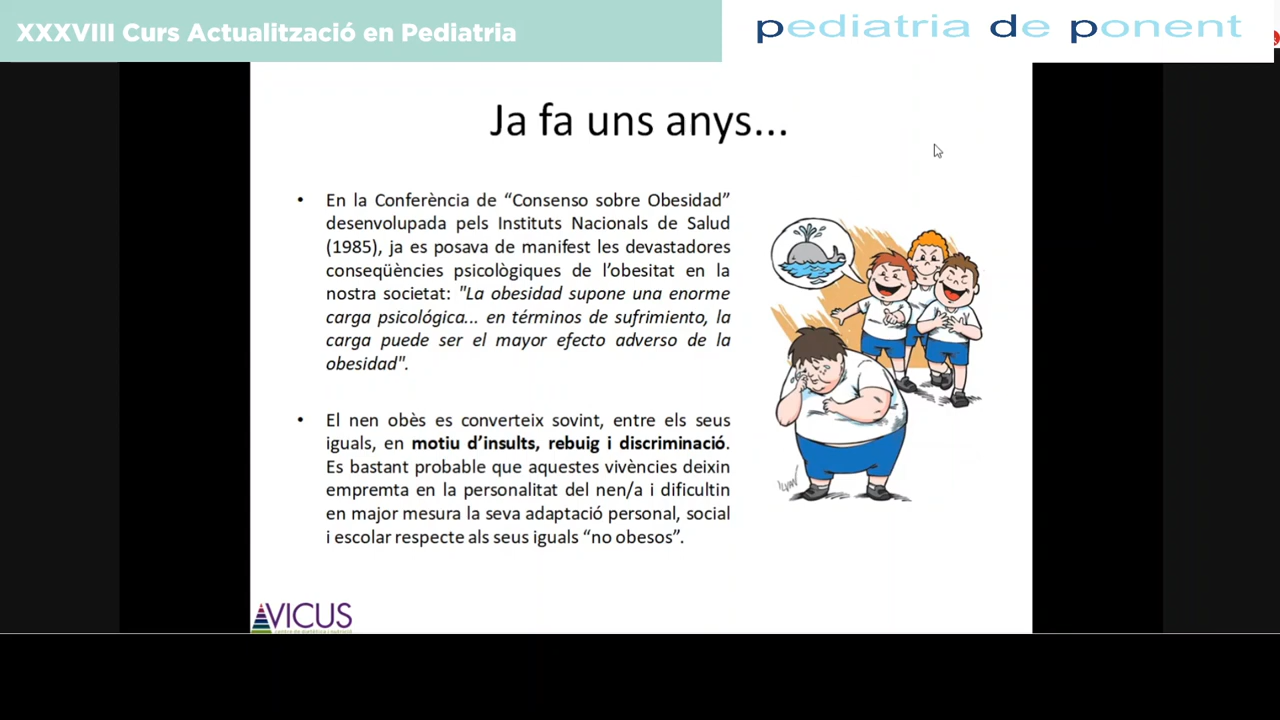 XXXVIII Curs Actualització en Pediatria
pediatria de ponent
Ja fa uns anys...
• En la Conferència de “Consenso sobre Obesidad”
desenvolupada pels Instituts Nacionals de Salud
(1985), ja es posava de manifest les devastadores
conseqüències psicològiques de l’obesitat en la
nostra societat: "La obesidad supone una enorme
carga psicológica... en términos de sufrimiento, la
carga puede ser el mayor efecto adverso de la
obesidad".
• El nen obès es converteix sovint, entre els seus
iguals, en motiu d’insults, rebuig i discriminació.
Es bastant probable que aquestes vivències deixin
empremta en la personalitat del nen/a i dificultin
en major mesura la seva adaptació personal, social
i escolar respecte als seus iguals “no obesos”.
VICUS